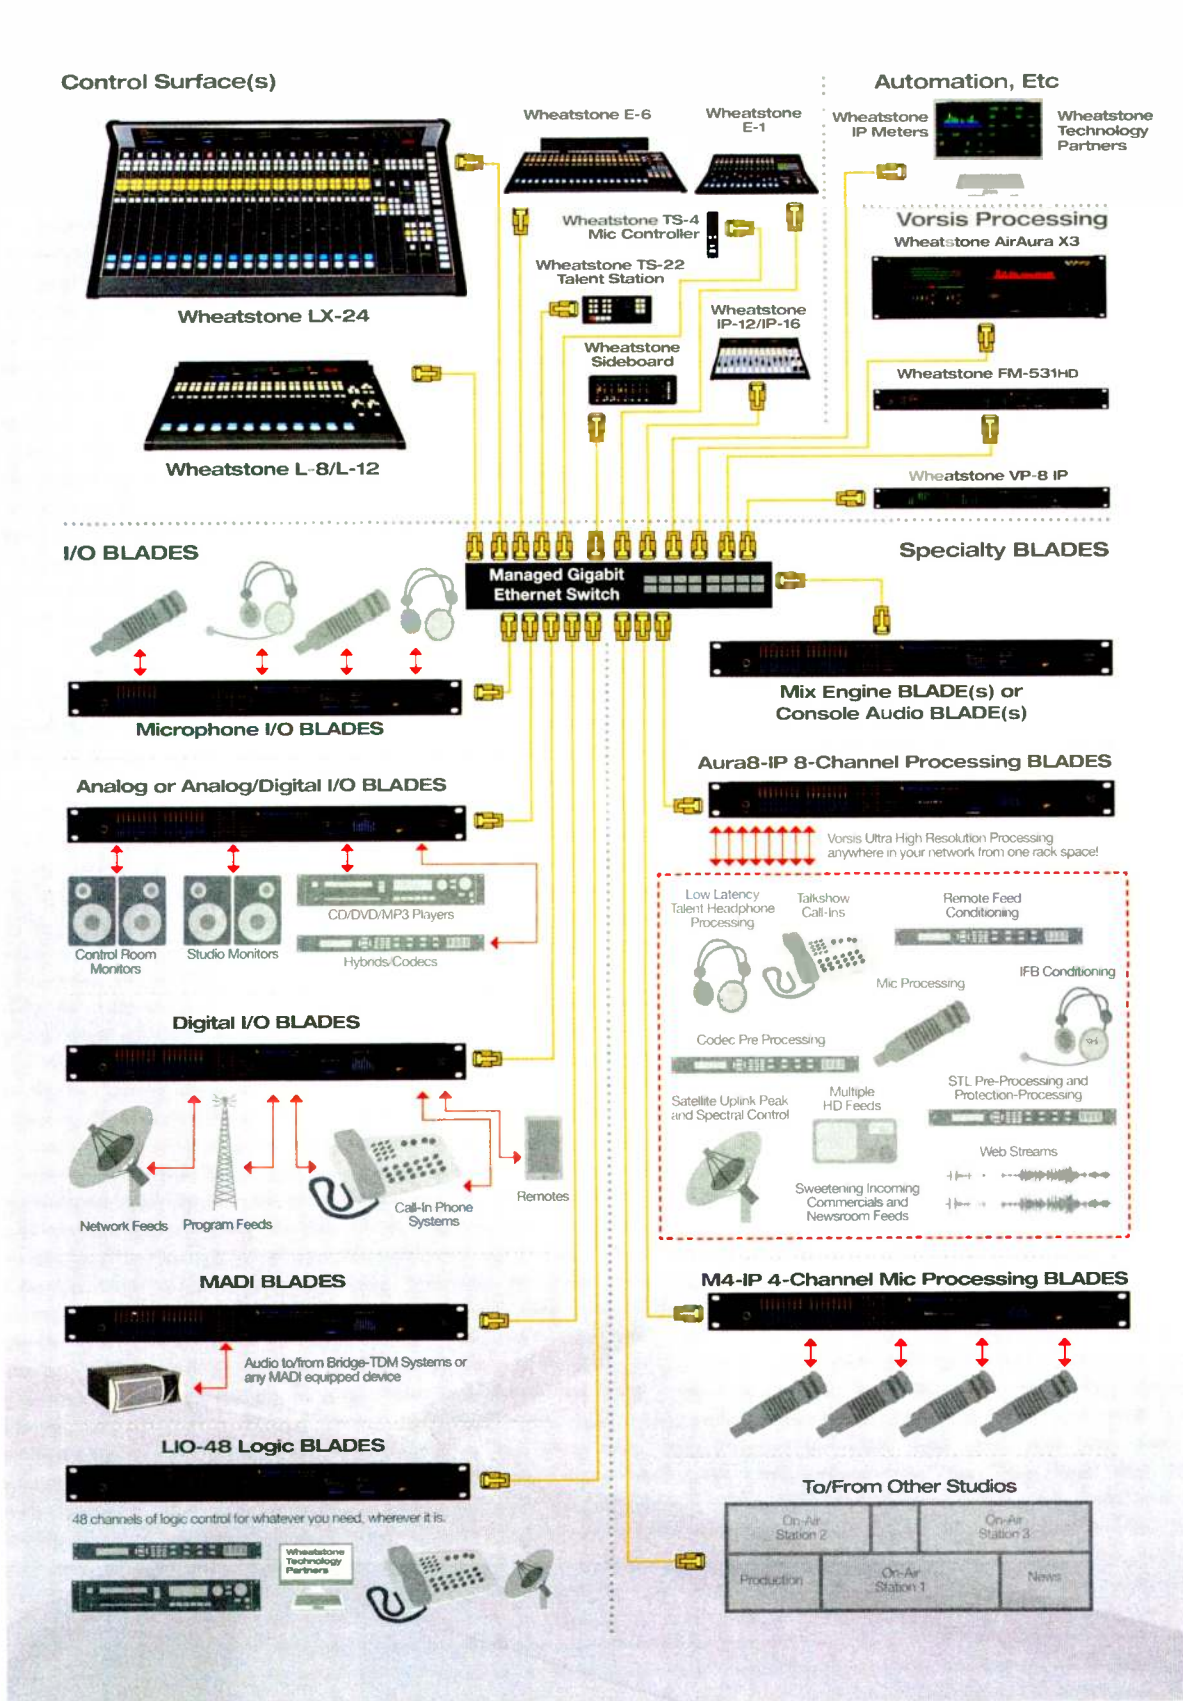 Control Surface(s)
Automation, Etc
Wheatstone E-6
Wheatstone
E-1
Wheatstone
IP Meters
Wheatstone
Technology
Partners
Wheatstone TS-4
Mic Controller
Wheatstone TS-22
Talent Station
Wheatstone
IP-12/IP-16
Wheatstone
Sideboard
Wheatstone LX-24
Wheatstone L-8/L-12
Vorsis Processing
Wheatstone AirAura X3
Wheatstone FM-531HD
Wheatstone VP-8 IP
I/O BLADES
Managed Gigabit
Ethernet Switch
Specialty BLADES
Microphone I/O BLADES
Mix Engine BLADE(s) or
Console Audio BLADE(s)
Analog or Analog/Digital I/O BLADES
Control Room
Monitors
Studio Monitors
CD/DVD/MP3 Players
Hybrids/Codecs
Aura8-IP 8-Channel Processing BLADES
Vorsis Ultra High Resolution Processing
anywhere in your network from one rack space!
Low Latency
Talent Headphone
Processing
Talkshow
Call-Ins
Remote Feed
Conditioning
Mic Processing
IFB Conditioning
Codec Pre Processing
Satellite Uplink Peak
and Spectral Control
Multiple
HD Feeds
STL Pre-Processing and
Protection-Processing
Web Streams
Sweetening Incoming
Commercials and
Newsroom Feeds
Digital I/O BLADES
Network Feeds
Program Feeds
Call-In Phone
Systems
Remotes
MADI BLADES
Audio to/from Bridge-TDM Systems or
any MADI equipped device
M4-IP 4-Channel Mic Processing BLADES
LIO-48 Logic BLADES
48 channels of logic control for whatever you need, wherever it is.
Wheatstone
Technology
Partners
To/From Other Studios
On-Air
Station 2
On-Air
Station 3
Production
On-Air
Station 1
News